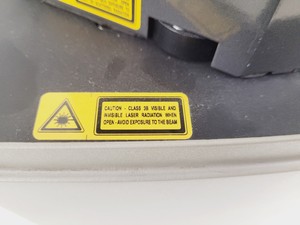 CAUTION - CLASS 3B VISIBLE AND
INVISIBLE LASER RADIATION WHEN
OPEN - AVOID EXPOSURE TO THE BEAM